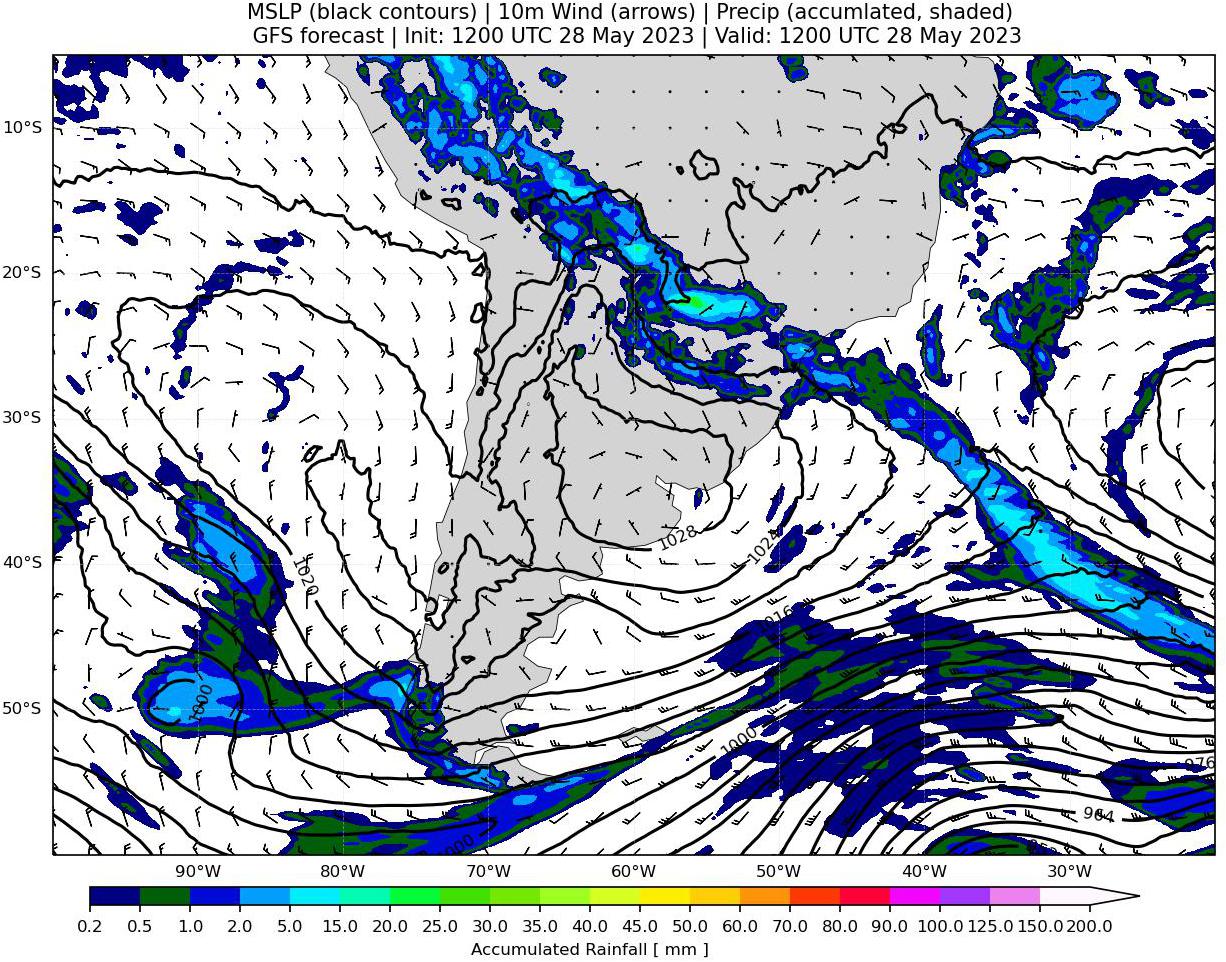 MSLP (black contours) | 10m Wind (arrows) | Precip (accumlated, shaded)
GFS forecast | Init: 1200 UTC 28 May 2023 | Valid: 1200 UTC 28 May 2023
10°S
20°S
30°S
1028
1024
40°S
1020
1016
1000
50°S
1000
976
964
1000
90°W 80°W 70°W 60°W 50°W 40°W 30°W
0.2 0.5 1.0 2.0 5.0 10.0 15.0 20.0 25.0 30.0 35.0 40.0 45.0 50.0 60.0 70.0 80.0 90.0 100.0 125.0 150.0 200.0
Accumulated Rainfall [ mm ]